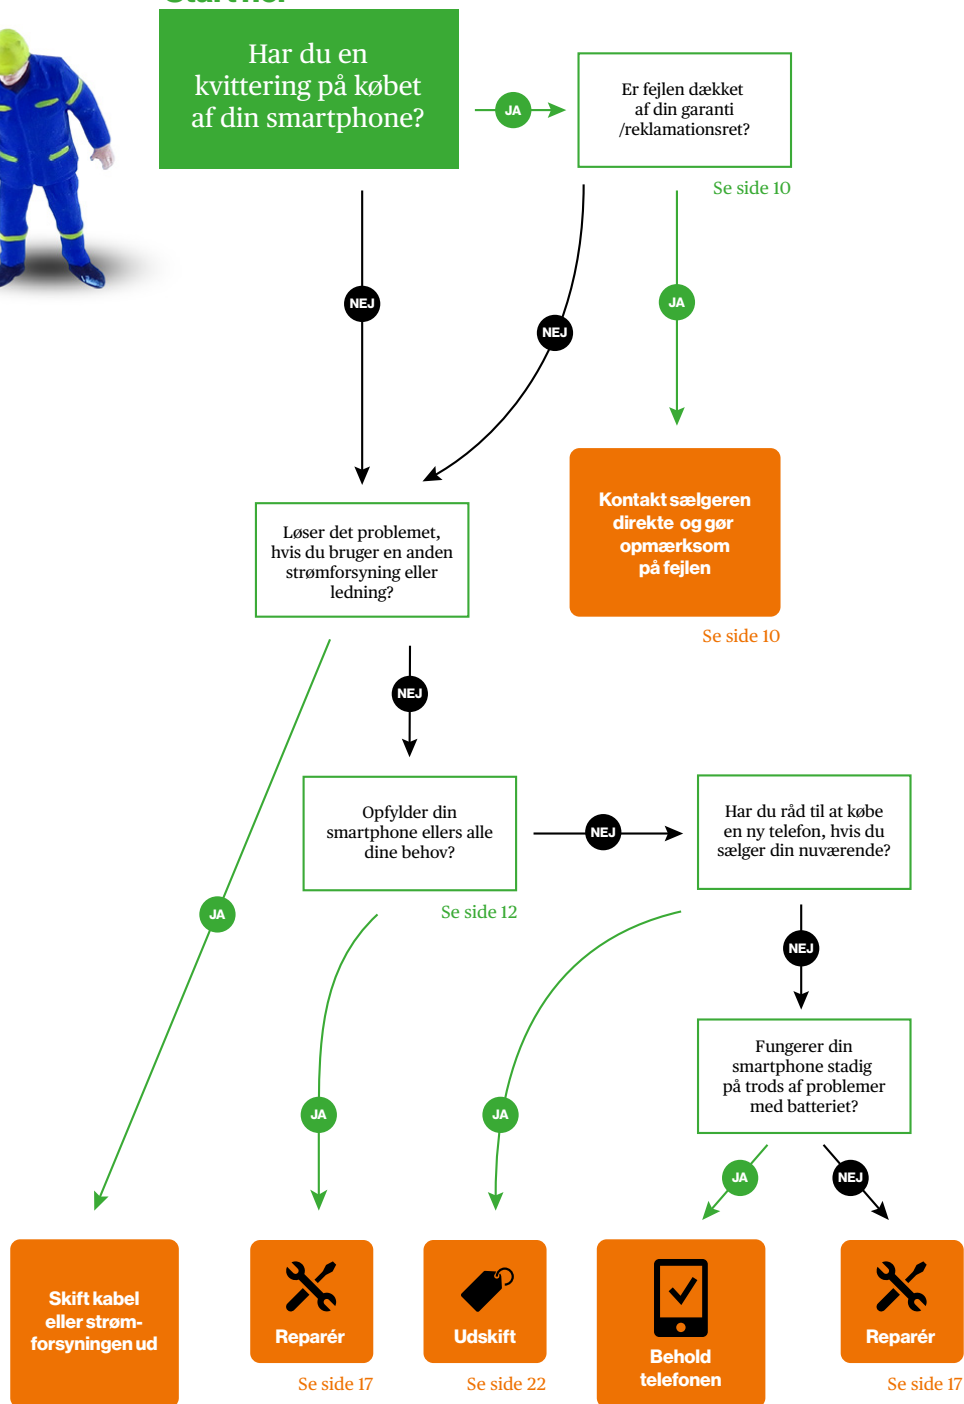 Start her
Har du en
kvittering på købet
af din smartphone?
JA
Er fejlen dækket
af din garanti
/reklamationsret?
Se side 10
NEJ
NEJ
JA
Kontakt sælgeren
direkte og gør
opmærksom
på fejlen
Se side 10
Løser det problemet,
hvis du bruger en anden
strømforsyning eller
ledning?
NEJ
Opfylder din
smartphone ellers alle
dine behov?
Se side 12
NEJ
Har du råd til at købe
en ny telefon, hvis du
sælger din nuværende?
JA
NEJ
Fungerer din
smartphone stadig
på trods af problemer
med batteriet?
JA
JA
JA
NEJ
Skift kabel
eller strøm-
forsyningen ud
Reparér
Se side 17
Udskift
Se side 22
Behold
telefonen
Reparér
Se side 17